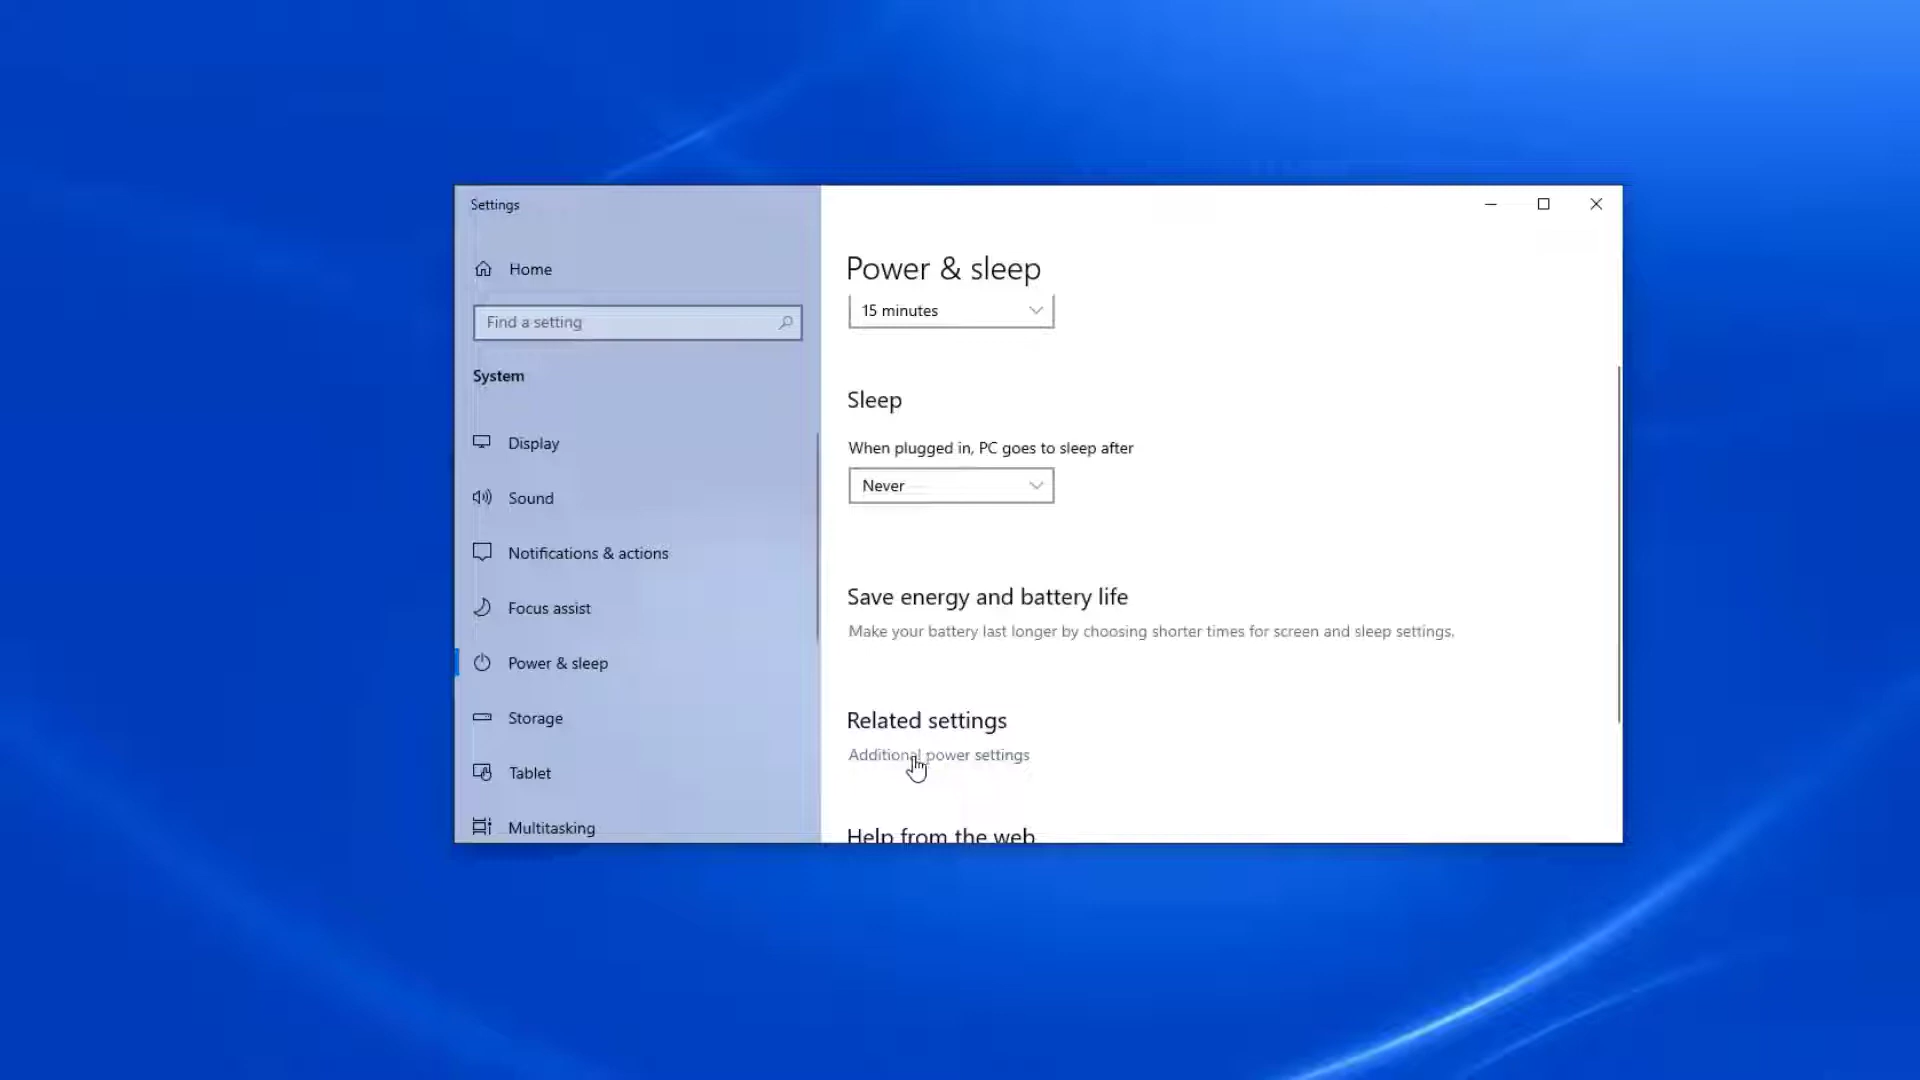 Settings
Home
Find a setting
System
Display
Sound
Notifications & actions
Focus assist
Power & sleep
Storage
Tablet
Multitasking
Power & sleep
15 minutes
Sleep
When plugged in, PC goes to sleep after
Never
Save energy and battery life
Make your battery last longer by choosing shorter times for screen and sleep settings.
Related settings
Additional power settings
Help from the web